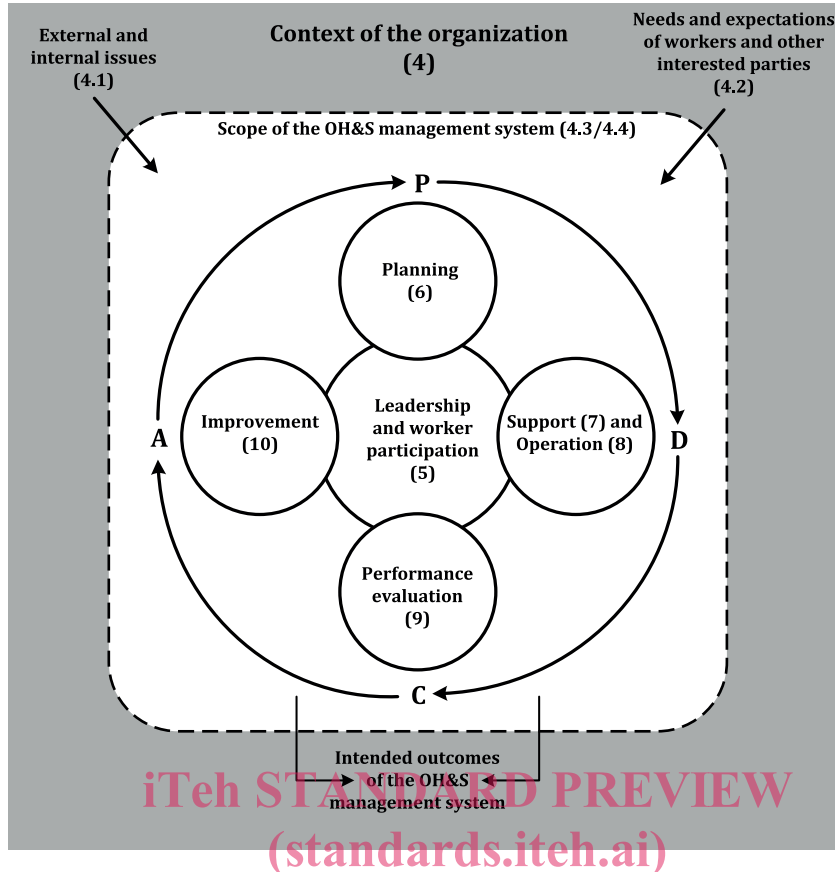 External and
internal issues
(4.1)
Context of the organization
(4)
Needs and expectations
of workers and other
interested parties
(4.2)
Scope of the OH&S management system (4.3/4.4)
P
Planning
(6)
A
Improvement
(10)
Leadership
and worker
participation
(5)
Support (7) and
Operation (8)
D
Performance
evaluation
(9)
C
Intended outcomes
of the OH&S
management system
iTeh STANDARD PREVIEW
(standards.iteh.ai)